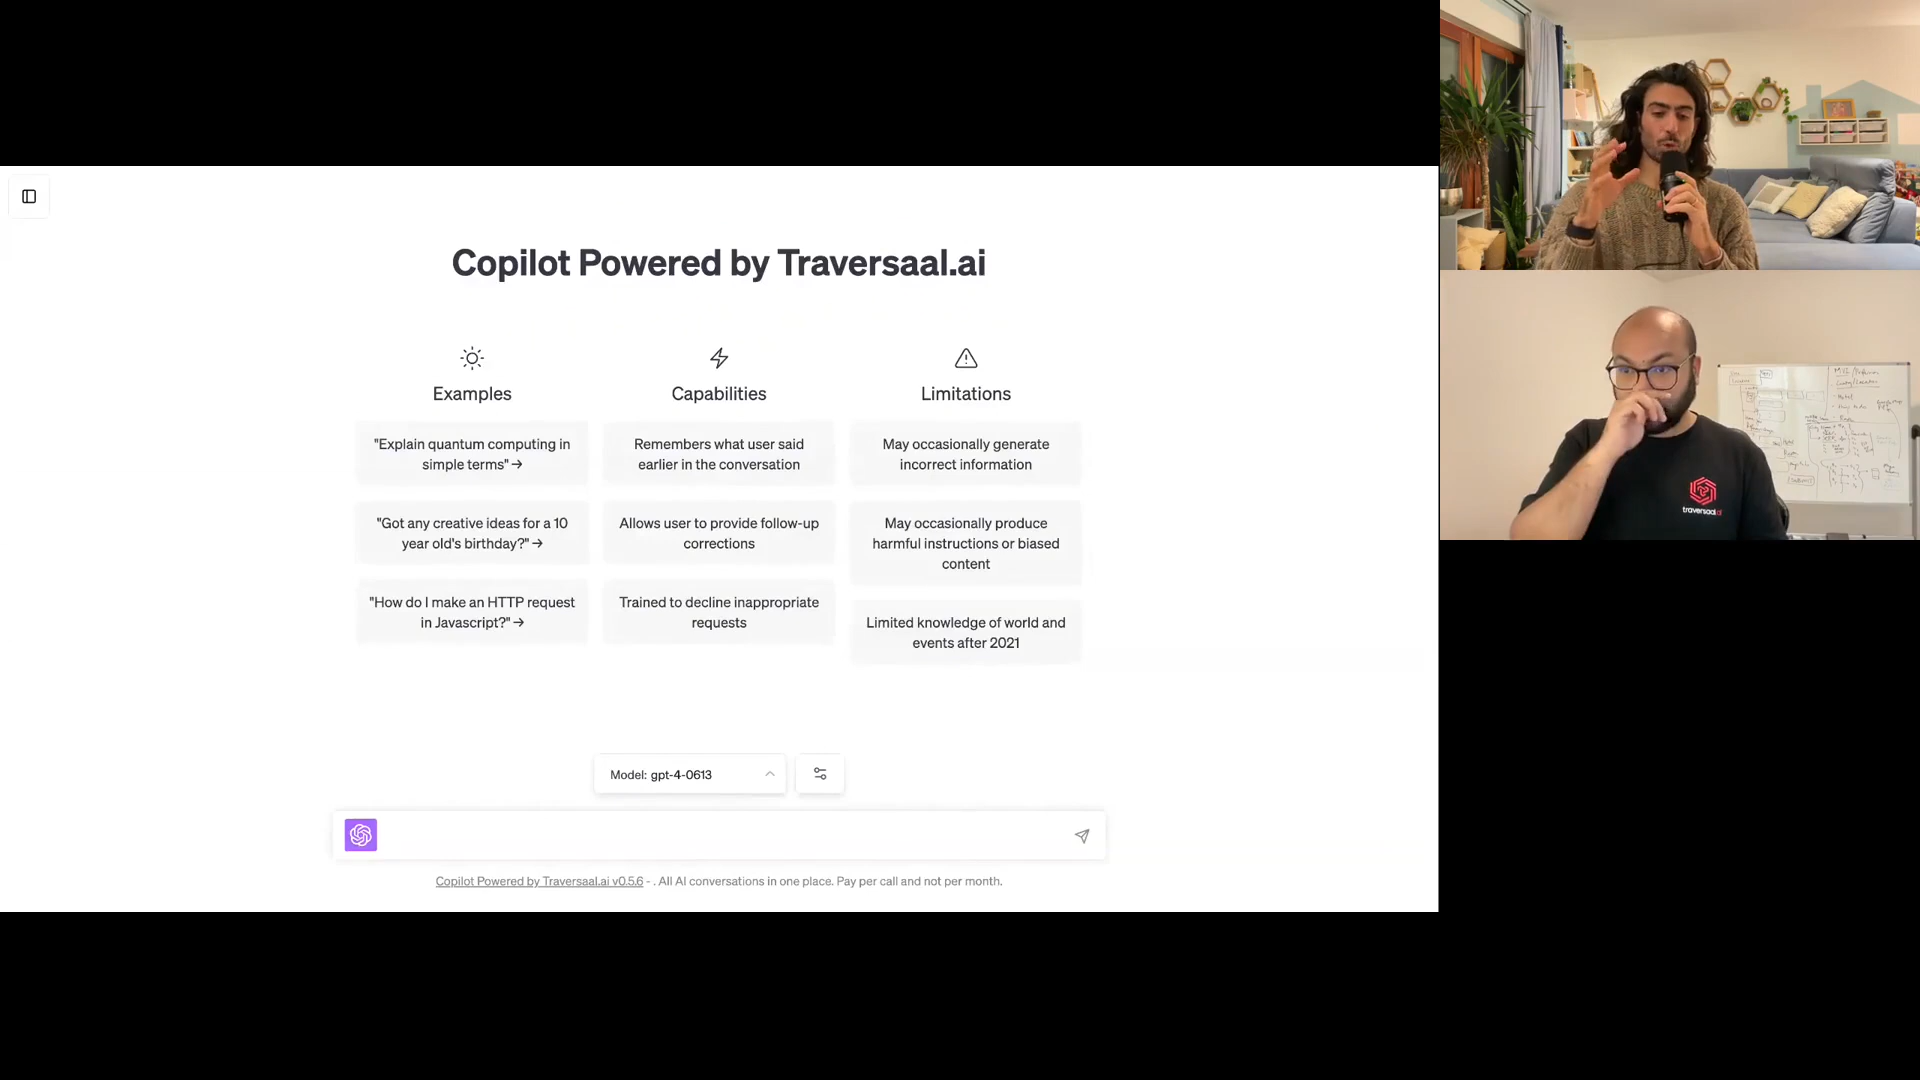 Copilot Powered by Traversaal.ai
Examples
"Explain quantum computing in
simple terms" →
"Got any creative ideas for a 10
year old's birthday?" →
"How do I make an HTTP request
in Javascript?" →
Capabilities
Remembers what user said
earlier in the conversation
Allows user to provide follow-up
corrections
Trained to decline inappropriate
requests
Limitations
May occasionally generate
incorrect information
May occasionally produce
harmful instructions or biased
content
Limited knowledge of world and
events after 2021
Model: gpt-4-0613
Copilot Powered by Traversaal.ai v0.5.6 - . All AI conversations in one place. Pay per call and not per month.
traversaal.ai